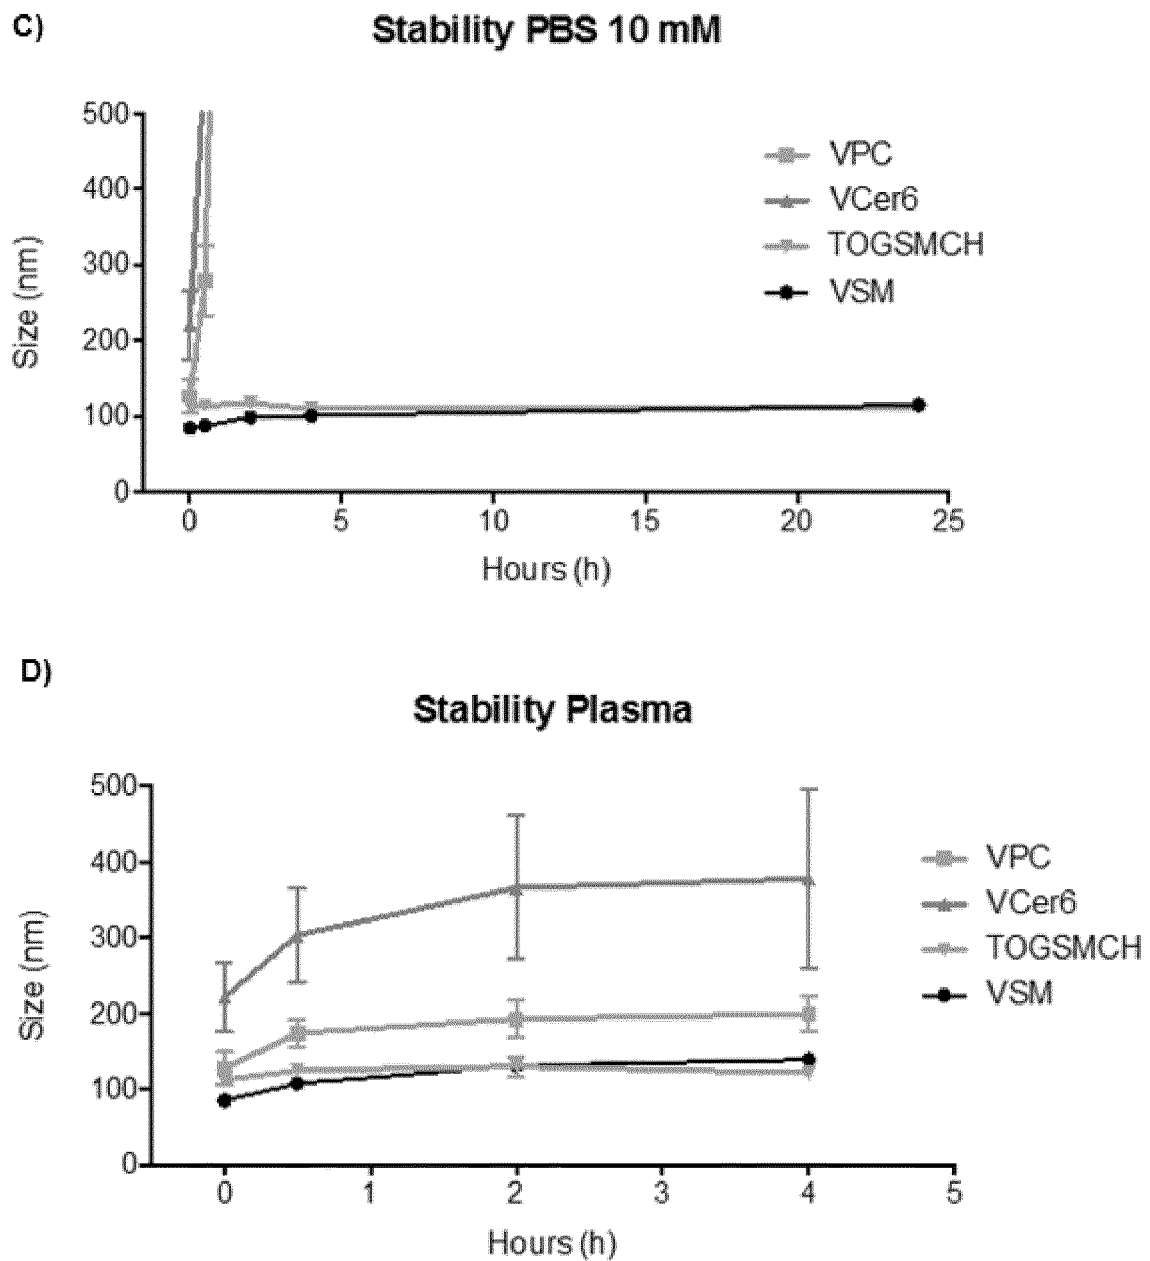 C)
Stability PBS 10 mM
500
400
300
200
100
0
Size (nm)
0 5 10 15 20 25
Hours (h)
VPC
VCer6
TOGSMCH
VSM
D)
Stability Plasma
500
400
300
200
100
0
Size (nm)
0 1 2 3 4 5
Hours (h)
VPC
VCer6
TOGSMCH
VSM